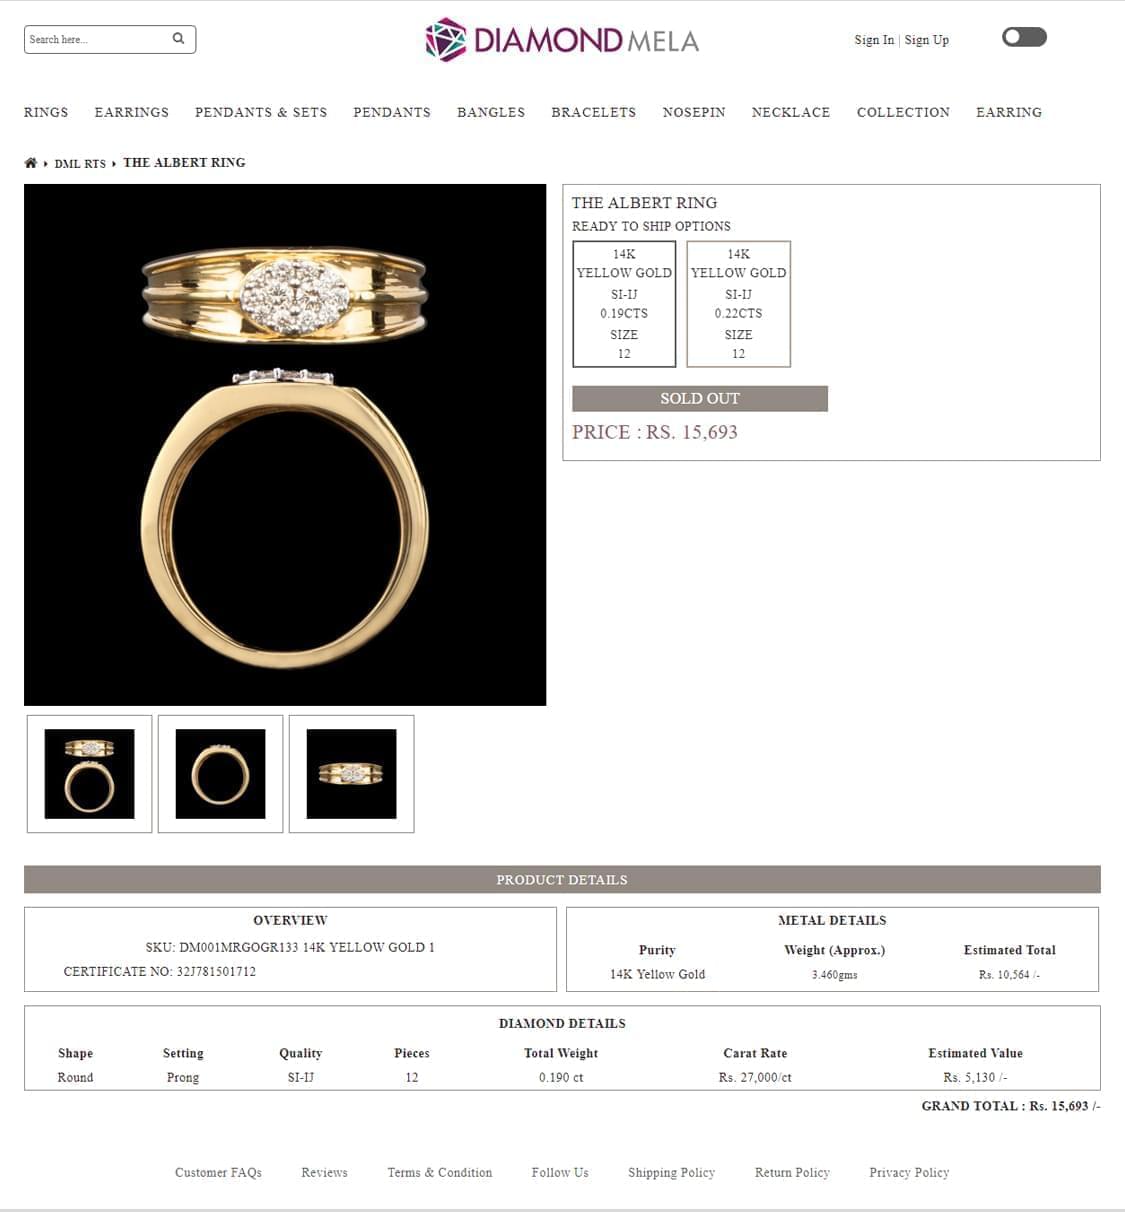 Search here...
DIAMOND MELA
Sign In | Sign Up
RINGS EARRINGS PENDANTS & SETS PENDANTS BANGLES BRACELETS NOSEPIN NECKLACE COLLECTION EARRING
DML RTS THE ALBERT RING
THE ALBERT RING
READY TO SHIP OPTIONS
14K
YELLOW GOLD
SI-IJ
0.19CTS
SIZE
12
14K
YELLOW GOLD
SI-IJ
0.22CTS
SIZE
12
SOLD OUT
PRICE : RS. 15,693
PRODUCT DETAILS
OVERVIEW
SKU: DM001MRGOGR133 14K YELLOW GOLD 1
CERTIFICATE NO: 32J781501712
METAL DETAILS
Purity Weight (Approx.) Estimated Total
14K Yellow Gold 3.460gms Rs. 10,564 /-
DIAMOND DETAILS
Shape Setting Quality Pieces Total Weight Carat Rate Estimated Value
Round Prong SI-IJ 12 0.190 ct Rs. 27,000/ct Rs. 5,130 /-
GRAND TOTAL : Rs. 15,693 /-
Customer FAQs Reviews Terms & Condition Follow Us Shipping Policy Return Policy Privacy Policy